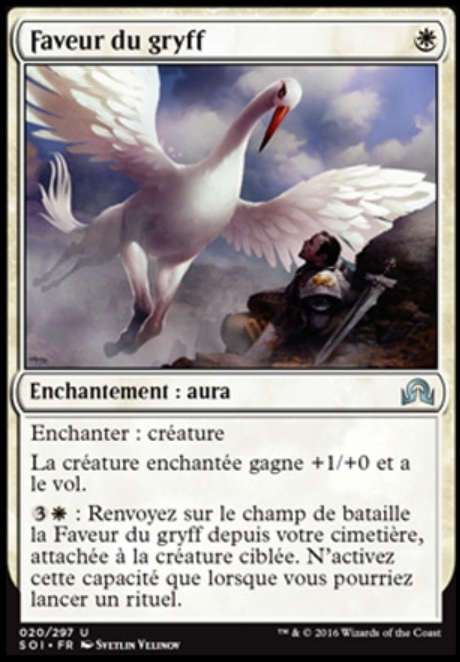 Faveur du gryff
Enchantement : aura
Enchanter : créature
La créature enchantée gagne +1/+0 et a
le vol.
3 : Renvoyez sur le champ de bataille
la Faveur du gryff depuis votre cimetière,
attachée à la créature ciblée. N’activez
cette capacité que lorsque vous pourriez
lancer un rituel.
020/297 U
SOI • FR Svetlin Velinov
™ & © 2016 Wizards of the Coast